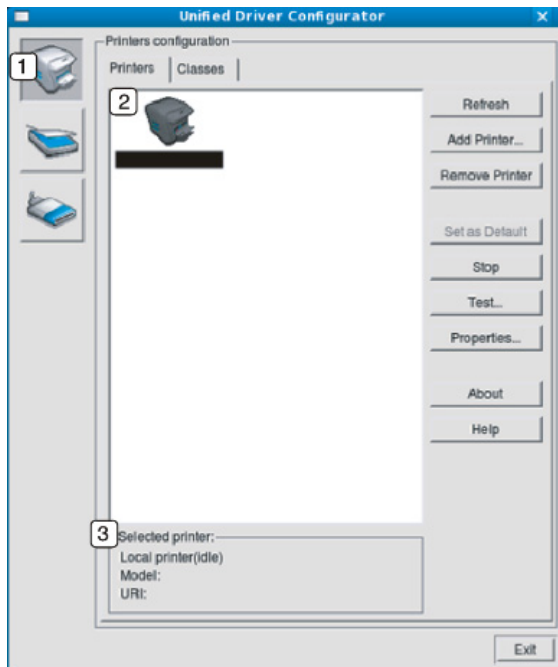 Unified Driver Configurator
1
Printers configuration
Printers
Classes
2
Refresh
Add Printer...
Remove Printer
Set as Default
Stop
Test...
Properties...
About
Help
3
Selected printer:
Local printer(idle)
Model:
URI:
Exit